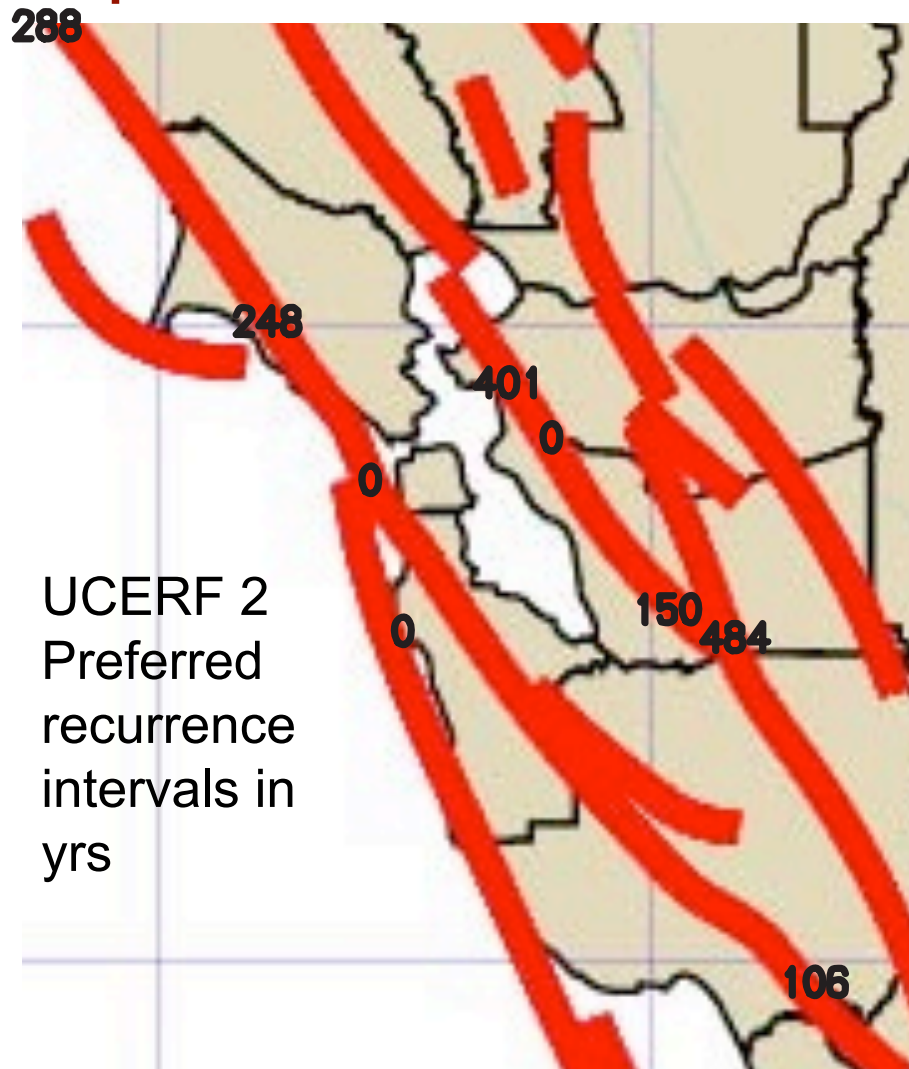 288
248
401
0
0
UCERF 2
Preferred
recurrence
intervals in
yrs
150
0
484
106